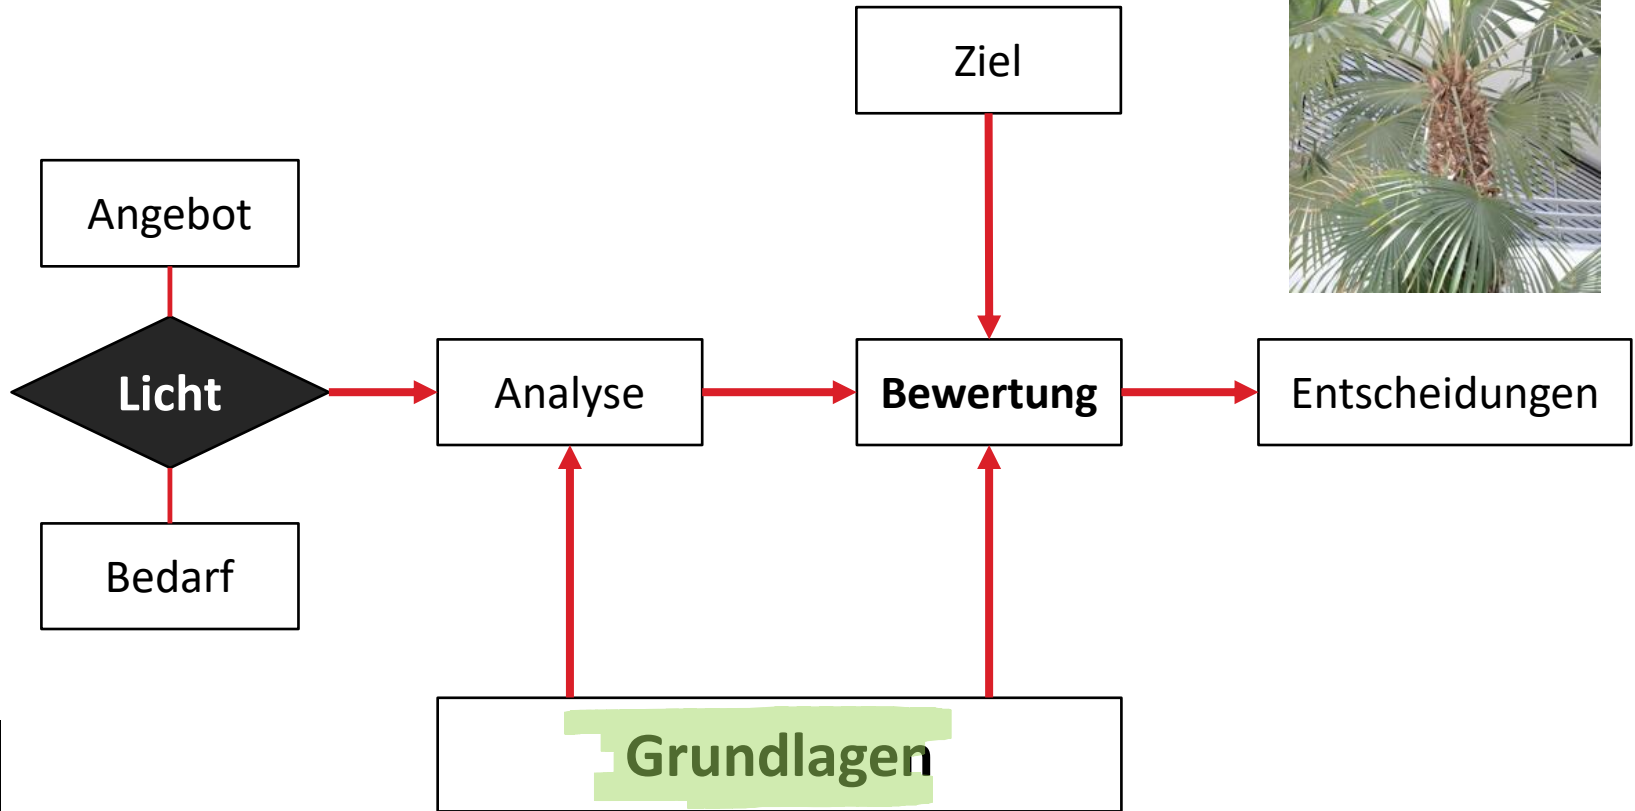 Ziel
Angebot
Licht
Analyse
Bewertung
Entscheidungen
Bedarf
Grundlagen